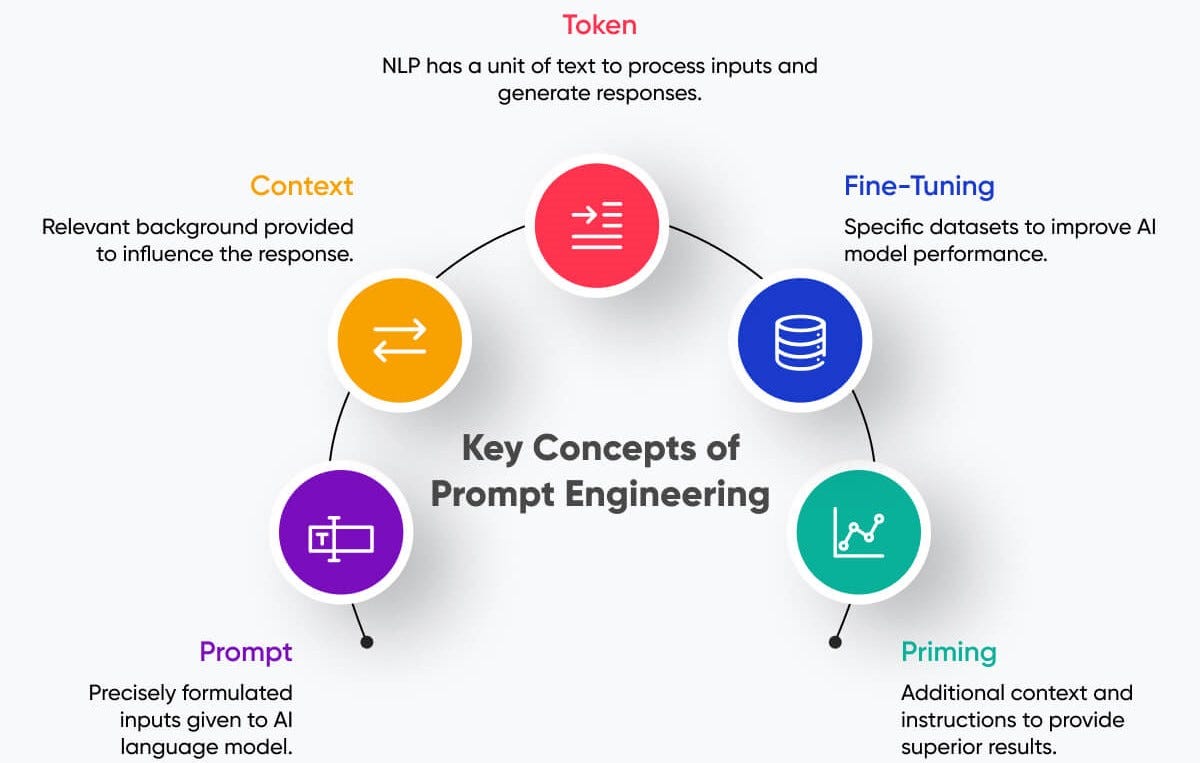 Token
NLP has a unit of text to process inputs and
generate responses.
Context
Relevant background provided
to influence the response.
Fine-Tuning
Specific datasets to improve AI
model performance.
Key Concepts of
Prompt Engineering
T
Prompt
Precisely formulated
inputs given to AI
language model.
Priming
Additional context and
instructions to provide
superior results.